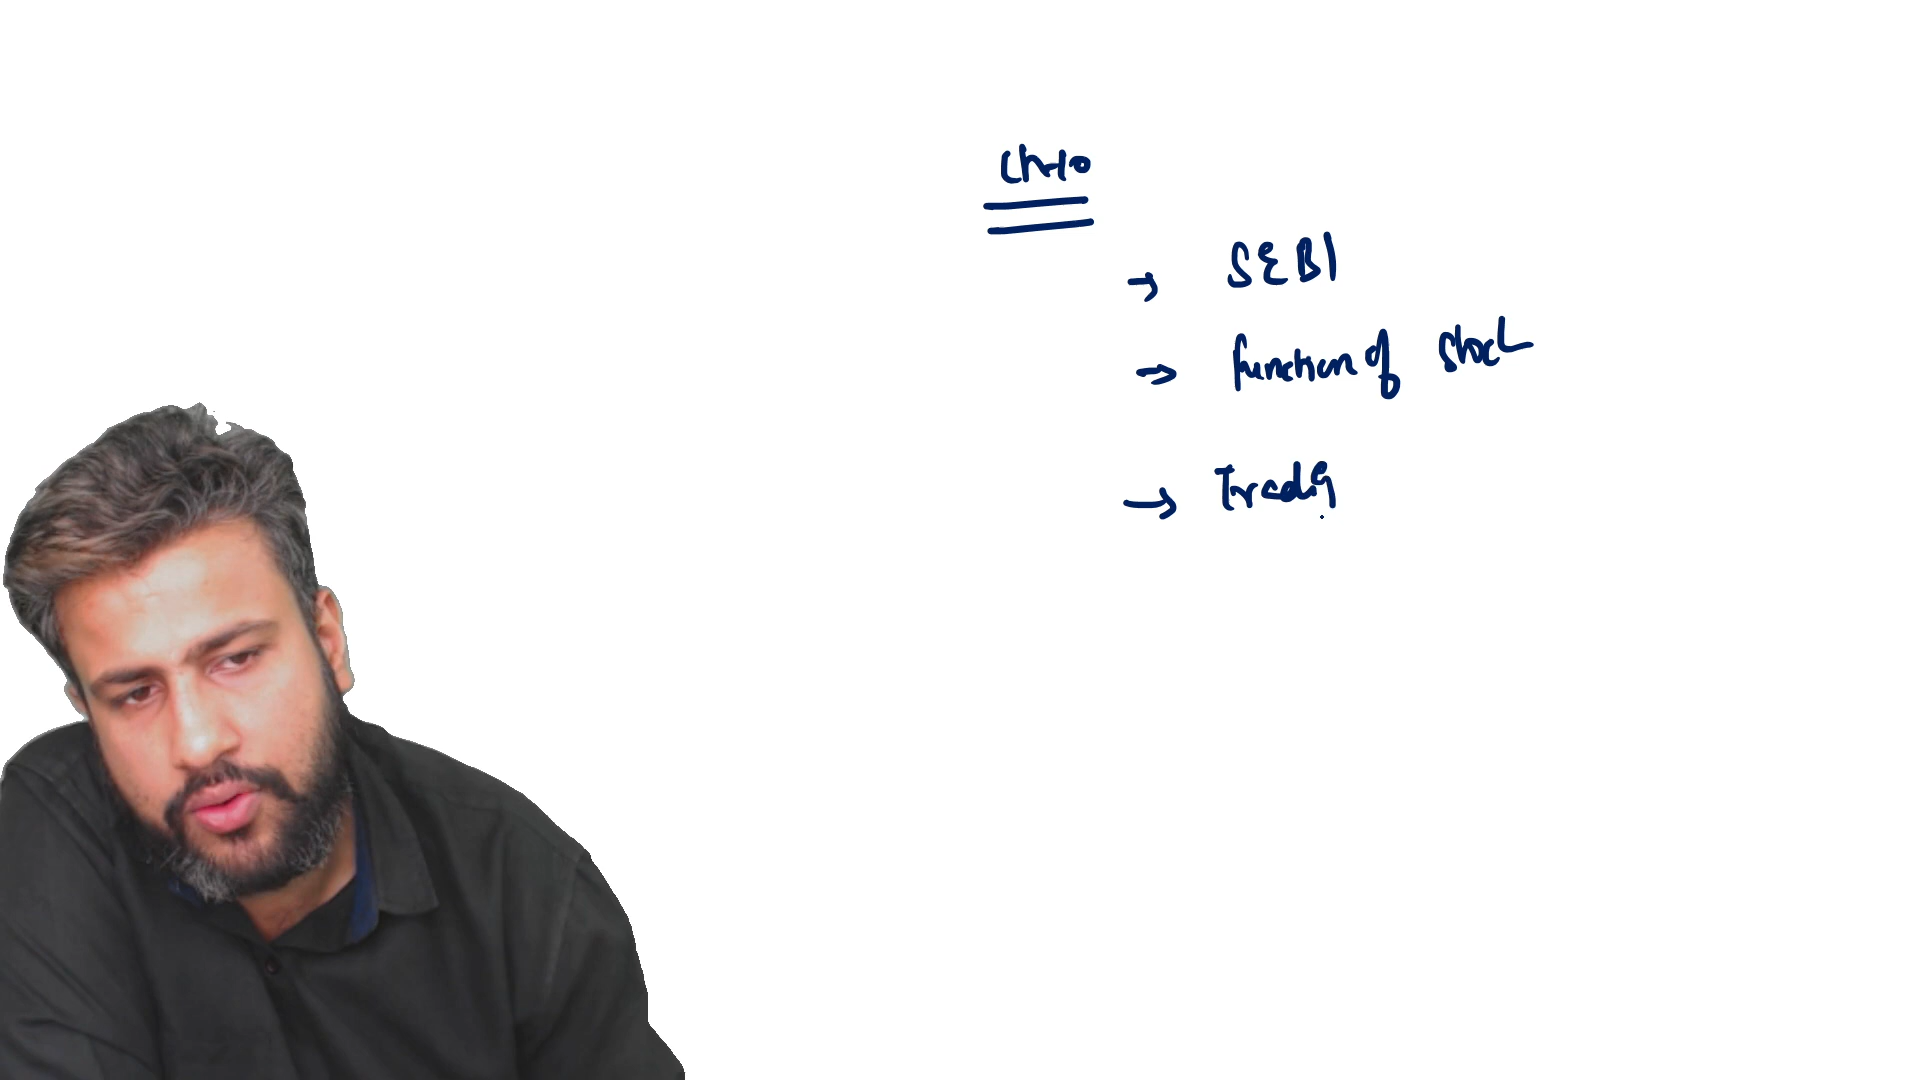 Ch-10
→ SEBI
→ function of stock
→ Trading